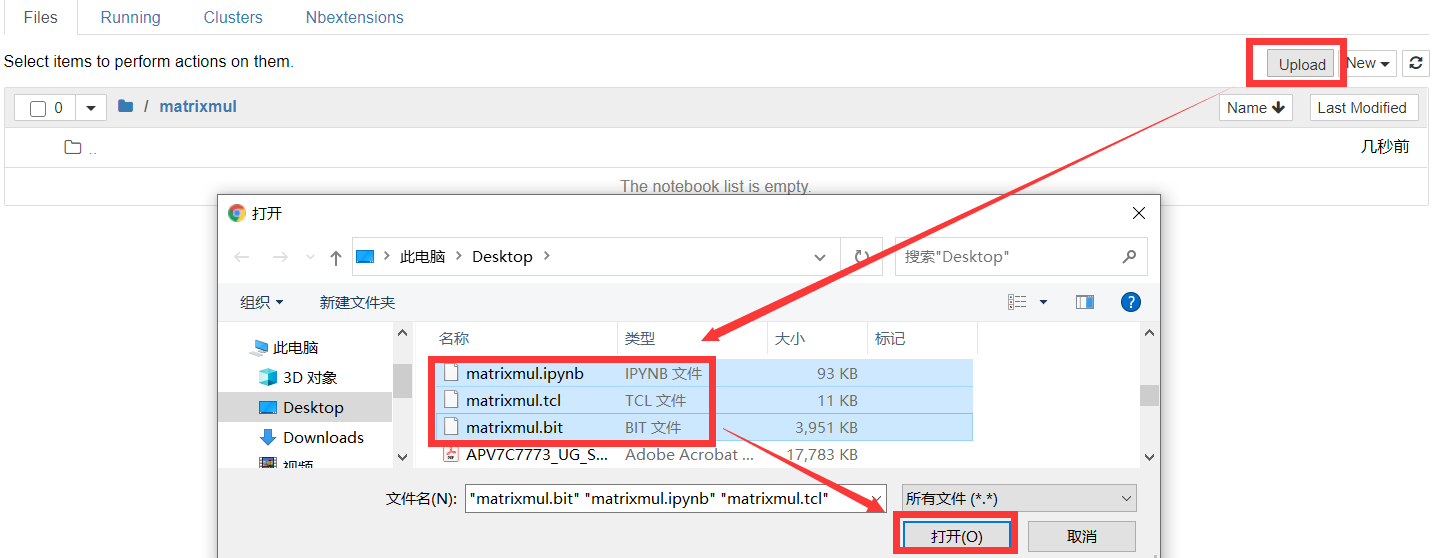 Files Running Clusters Nbextensions
Select items to perform actions on them.
Upload New
0 / matrixmul Name Last Modified
.. 几秒前
The notebook list is empty.
打开
此电脑 Desktop 搜索"Desktop"
组织 新建文件夹 ?
名称 类型 大小 标记
此电脑
3D 对象
Desktop
Downloads
视频
matrixmul.ipynb IPYNB 文件 93 KB
matrixmul.tcl TCL 文件 11 KB
matrixmul.bit BIT 文件 3,951 KB
APV7C7773_UG_S... Adobe Acrobat ... 17,783 KB
文件名(N): "matrixmul.bit" "matrixmul.ipynb" "matrixmul.tcl" 所有文件 (*.*)
打开(O) 取消